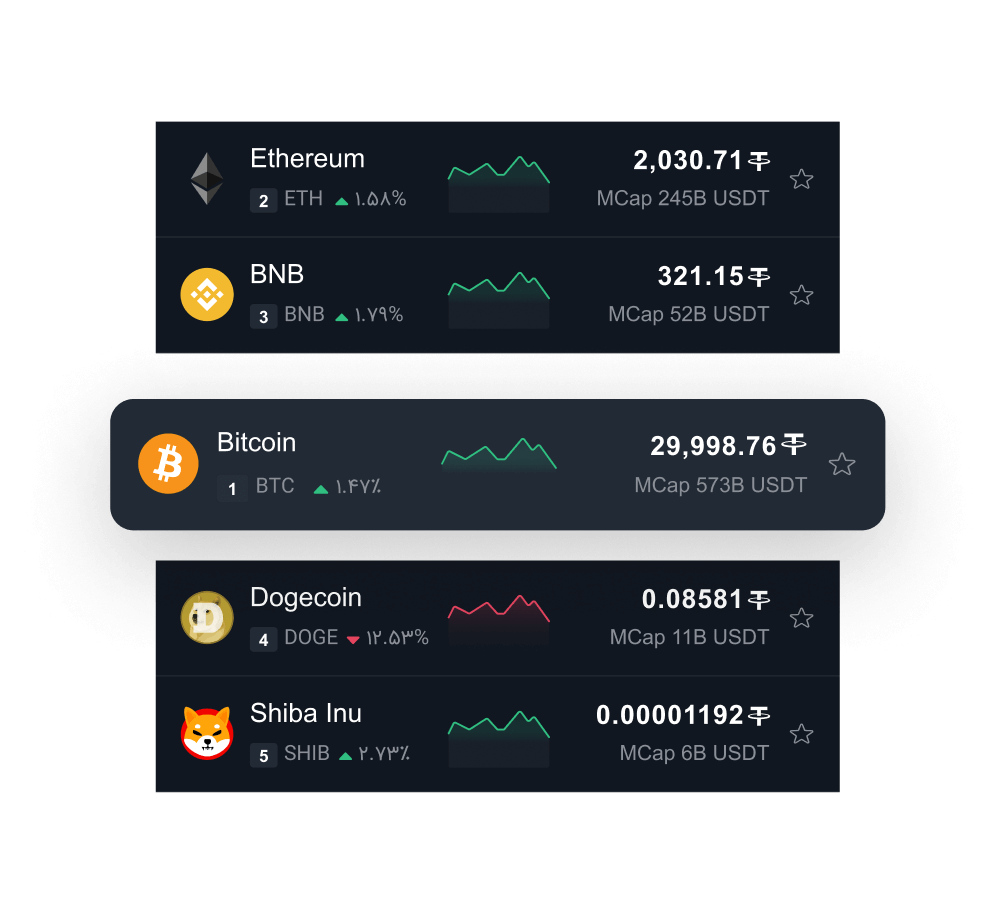 Ethereum
2,030.71
2 ETH ۱.۵۸%
MCap 245B USDT
BNB
321.15
3 BNB ۱.۷۹%
MCap 52B USDT
Bitcoin
29,998.76
1 BTC ۱.۴۷٪
MCap 573B USDT
Dogecoin
0.08581
4 DOGE ۱۲.۵۳%
MCap 11B USDT
Shiba Inu
0.00001192
5 SHIB ۲.۷۳٪
MCap 6B USDT